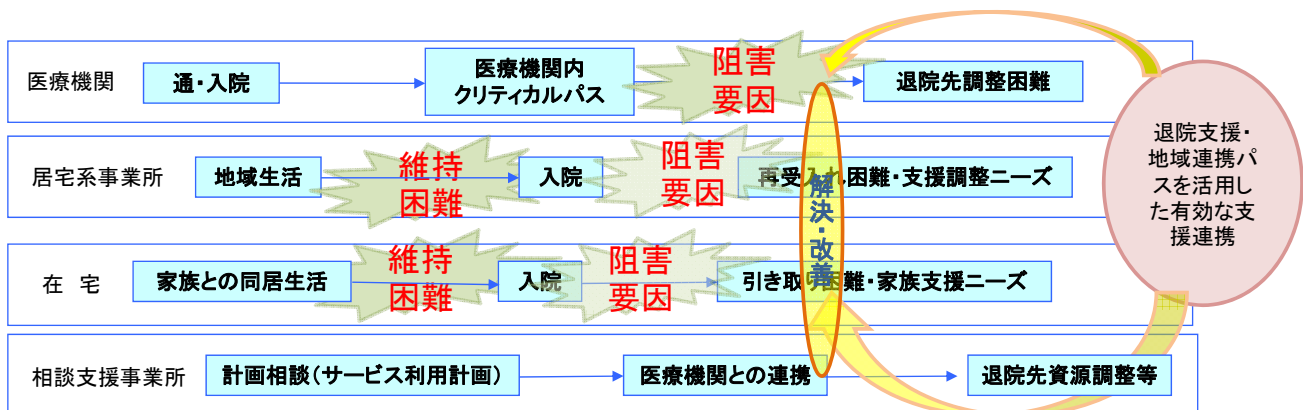 医療機関
通・入院
医療機関内
クリティカルパス
阻害
要因
退院先調整困難
居宅系事業所
地域生活
維持
困難
入院
阻害
要因
再受入れ困難・支援調整ニーズ
在 宅
家族との同居生活
維持
困難
入院
阻害
要因
引き取り困難・家族支援ニーズ
相談支援事業所
計画相談(サービス利用計画)
医療機関との連携
退院先資源調整等
解決・改善
退院支援・
地域連携パ
スを活用し
た有効な支
援連携